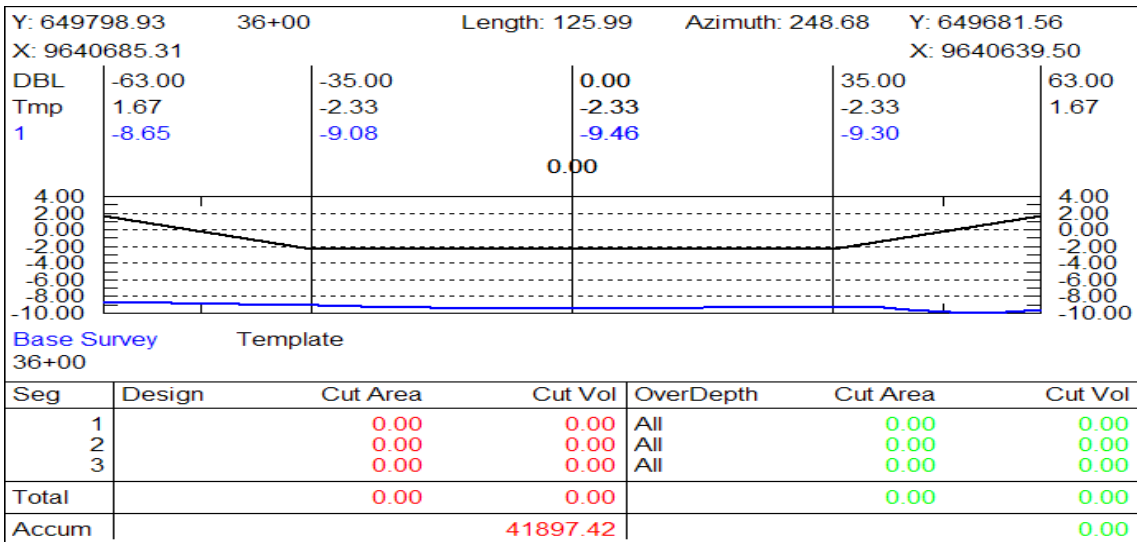 Y: 649798.93 36+00 Length: 125.99 Azimuth: 248.68 Y: 649681.56
X: 9640685.31 X: 9640639.50
DBL -63.00 -35.00 0.00 35.00 63.00
Tmp 1.67 -2.33 -2.33 -2.33 1.67
1 -8.65 -9.08 -9.46 -9.30
0.00
4.00 4.00
2.00 2.00
0.00 0.00
-2.00 -2.00
-4.00 -4.00
-6.00 -6.00
-8.00 -8.00
-10.00 -10.00
Base Survey Template
36+00
Seg Design Cut Area Cut Vol OverDepth Cut Area Cut Vol
1 0.00 0.00 All 0.00 0.00
2 0.00 0.00 All 0.00 0.00
3 0.00 0.00 All 0.00 0.00
Total 0.00 0.00 0.00 0.00
Accum 41897.42 0.00